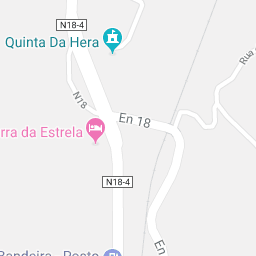 N18-4
Quinta Da Hera
Rua
N18
En 18
rra da Estrela
N18-4
En
Bandeira - Posto